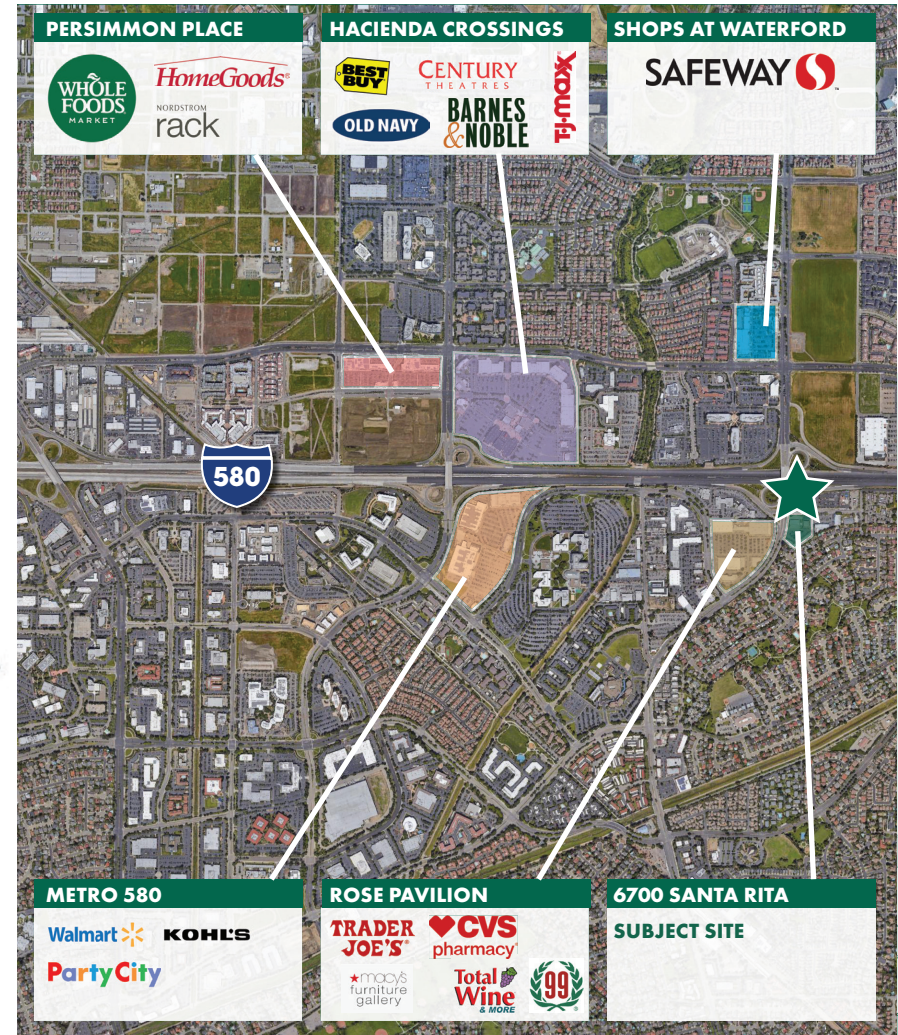 PERSIMMON PLACE
WHOLE
FOODS
MARKET
HomeGoods®
NORDSTROM
rack
HACIENDA CROSSINGS
BEST
BUY
CENTURY
THEATRES
OLD NAVY
BARNES
&NOBLE
T·J·maxx
SHOPS AT WATERFORD
SAFEWAY
580
METRO 580
Walmart
KOHL'S
PartyCity
ROSE PAVILION
TRADER
JOE'S®
CVS
pharmacy
macy's
furniture
gallery
Total
Wine
& MORE
99
6700 SANTA RITA
SUBJECT SITE